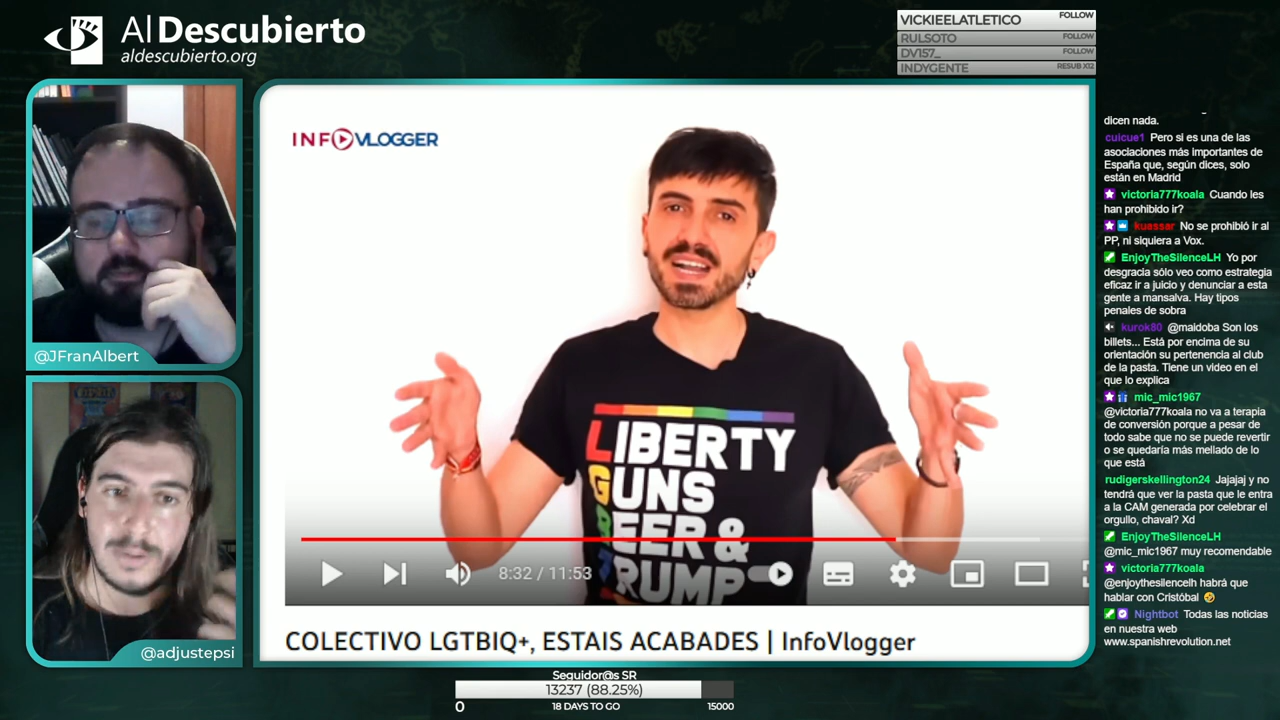 Al Descubierto
aldescubierto.org
VICKIEELATLETICO FOLLOW
RULSOTO FOLLOW
DV157_ FOLLOW
INDYGENTE RESUB X12
@JFranAlbert
@adjustepsi
INFOVLOGGER
LIBERTY
GUNS
BEER &
TRUMP
8:32 / 11:53
COLECTIVO LGTBIQ+, ESTAIS ACABADES | InfoVlogger
Seguidor@s SR
13237 (88.25%)
0 18 DAYS TO GO 15000
dicen nada.
cuicue1 Pero si es una de las
asociaciones más importantes de
España que, según dices, solo
están en Madrid
victoria777koala Cuando les
han prohibido ir?
kuassar No se prohibió ir al
PP, ni siquiera a Vox.
EnjoyTheSilenceLH Yo por
desgracia sólo veo como estrategia
eficaz ir a juicio y denunciar a esta
gente a mansalva. Hay tipos
penales de sobra
kurok80 @maidoba Son los
billets... Está por encima de su
orientación su pertenencia al club
de la pasta. Tiene un video en el
que lo explica
mic_mic1967
@victoria777koala no va a terapia
de conversión porque a pesar de
todo sabe que no se puede revertir
o se quedaría más mellado de lo
que está
rudigerskellington24 Jajajaj y no
tendrá que ver la pasta que le entra
a la CAM generada por celebrar el
orgullo, chaval? Xd
EnjoyTheSilenceLH
@mic_mic1967 muy recomendable
victoria777koala
@enjoythesilencelh habrá que
hablar con Cristóbal 🤣
Nightbot Todas las noticias
en nuestra web
www.spanishrevolution.net